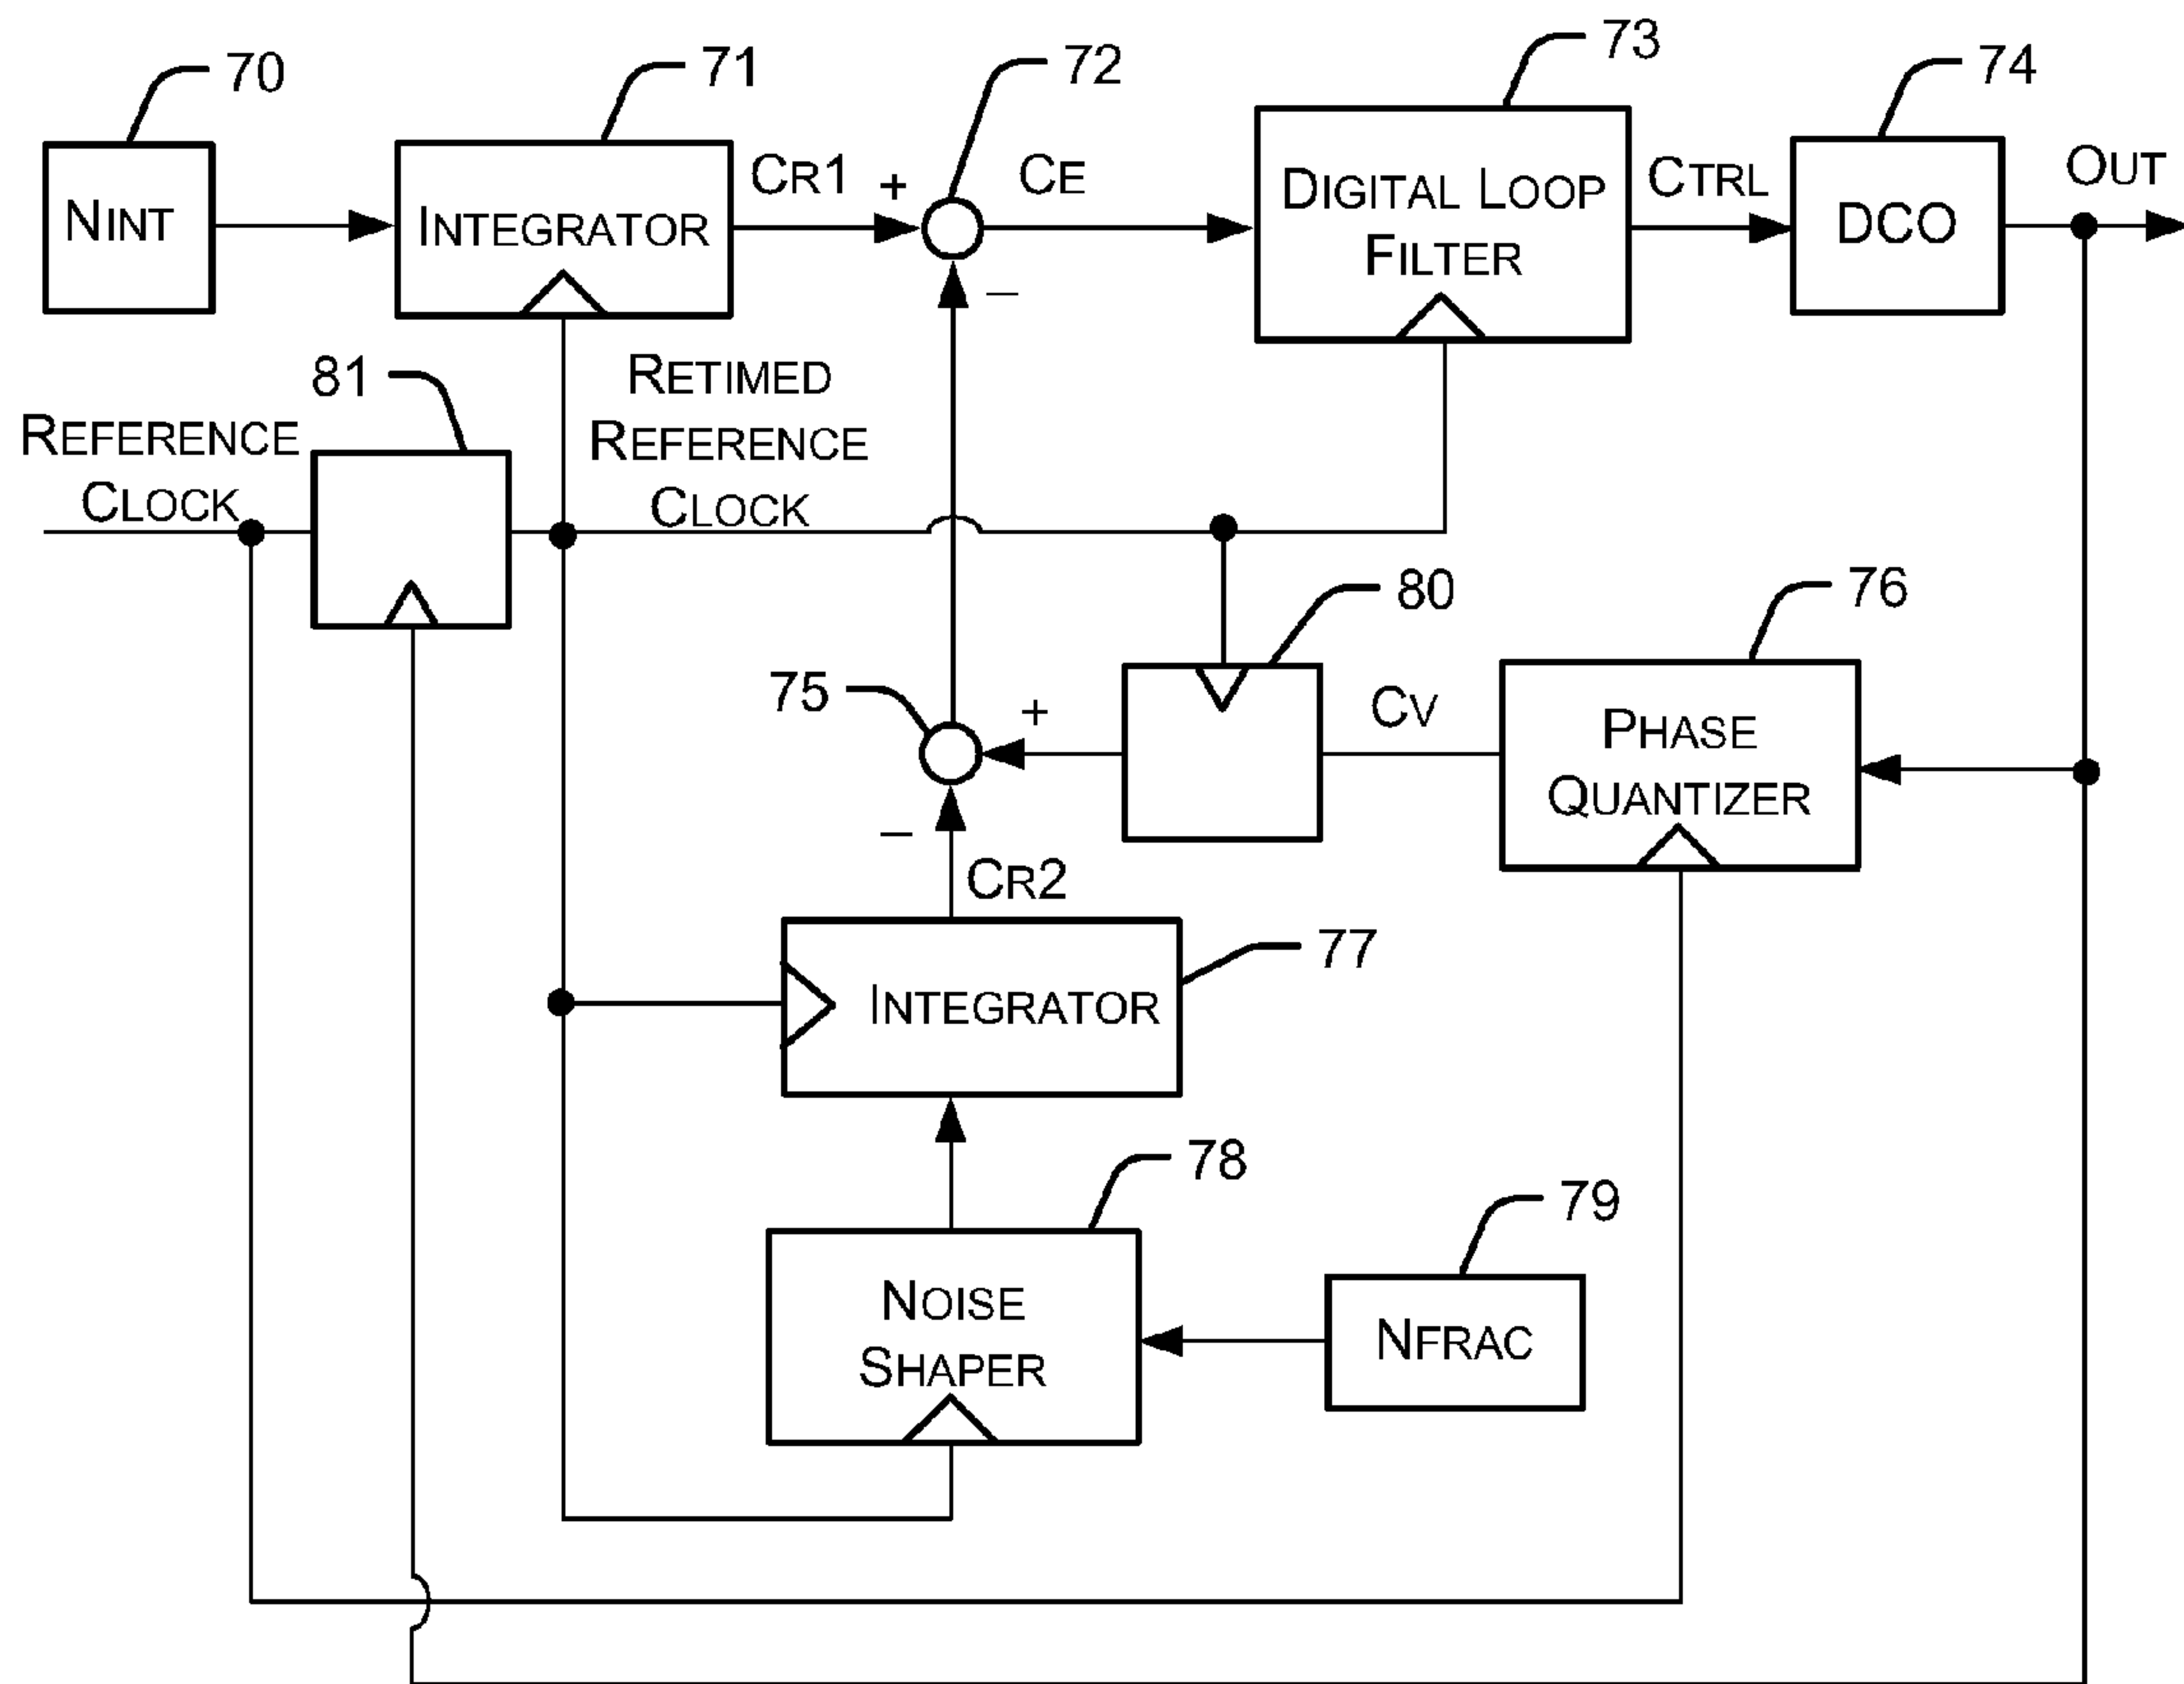 70
71
72
73
74
NINT
INTEGRATOR
CR1
+
CE
–
DIGITAL LOOP
FILTER
CTRL
DCO
OUT
81
REFERENCE
CLOCK
RETIMED
REFERENCE
CLOCK
80
76
75
+
–
CV
PHASE
QUANTIZER
CR2
77
INTEGRATOR
78
NOISE
SHAPER
79
NFRAC